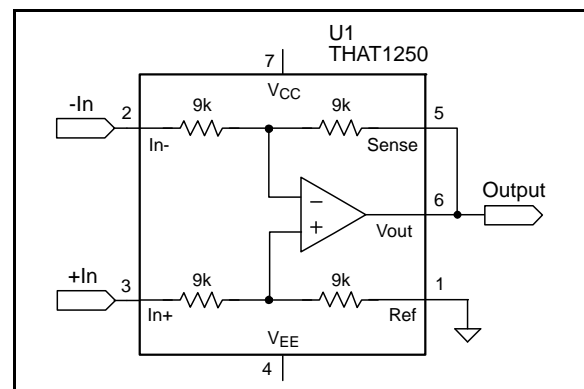 U1
THAT1250
7
VCC
-In
2
9k
9k
5
In-
Sense
Output
6
Vout
−
+
+In
3
9k
9k
1
In+
Ref
VEE
4